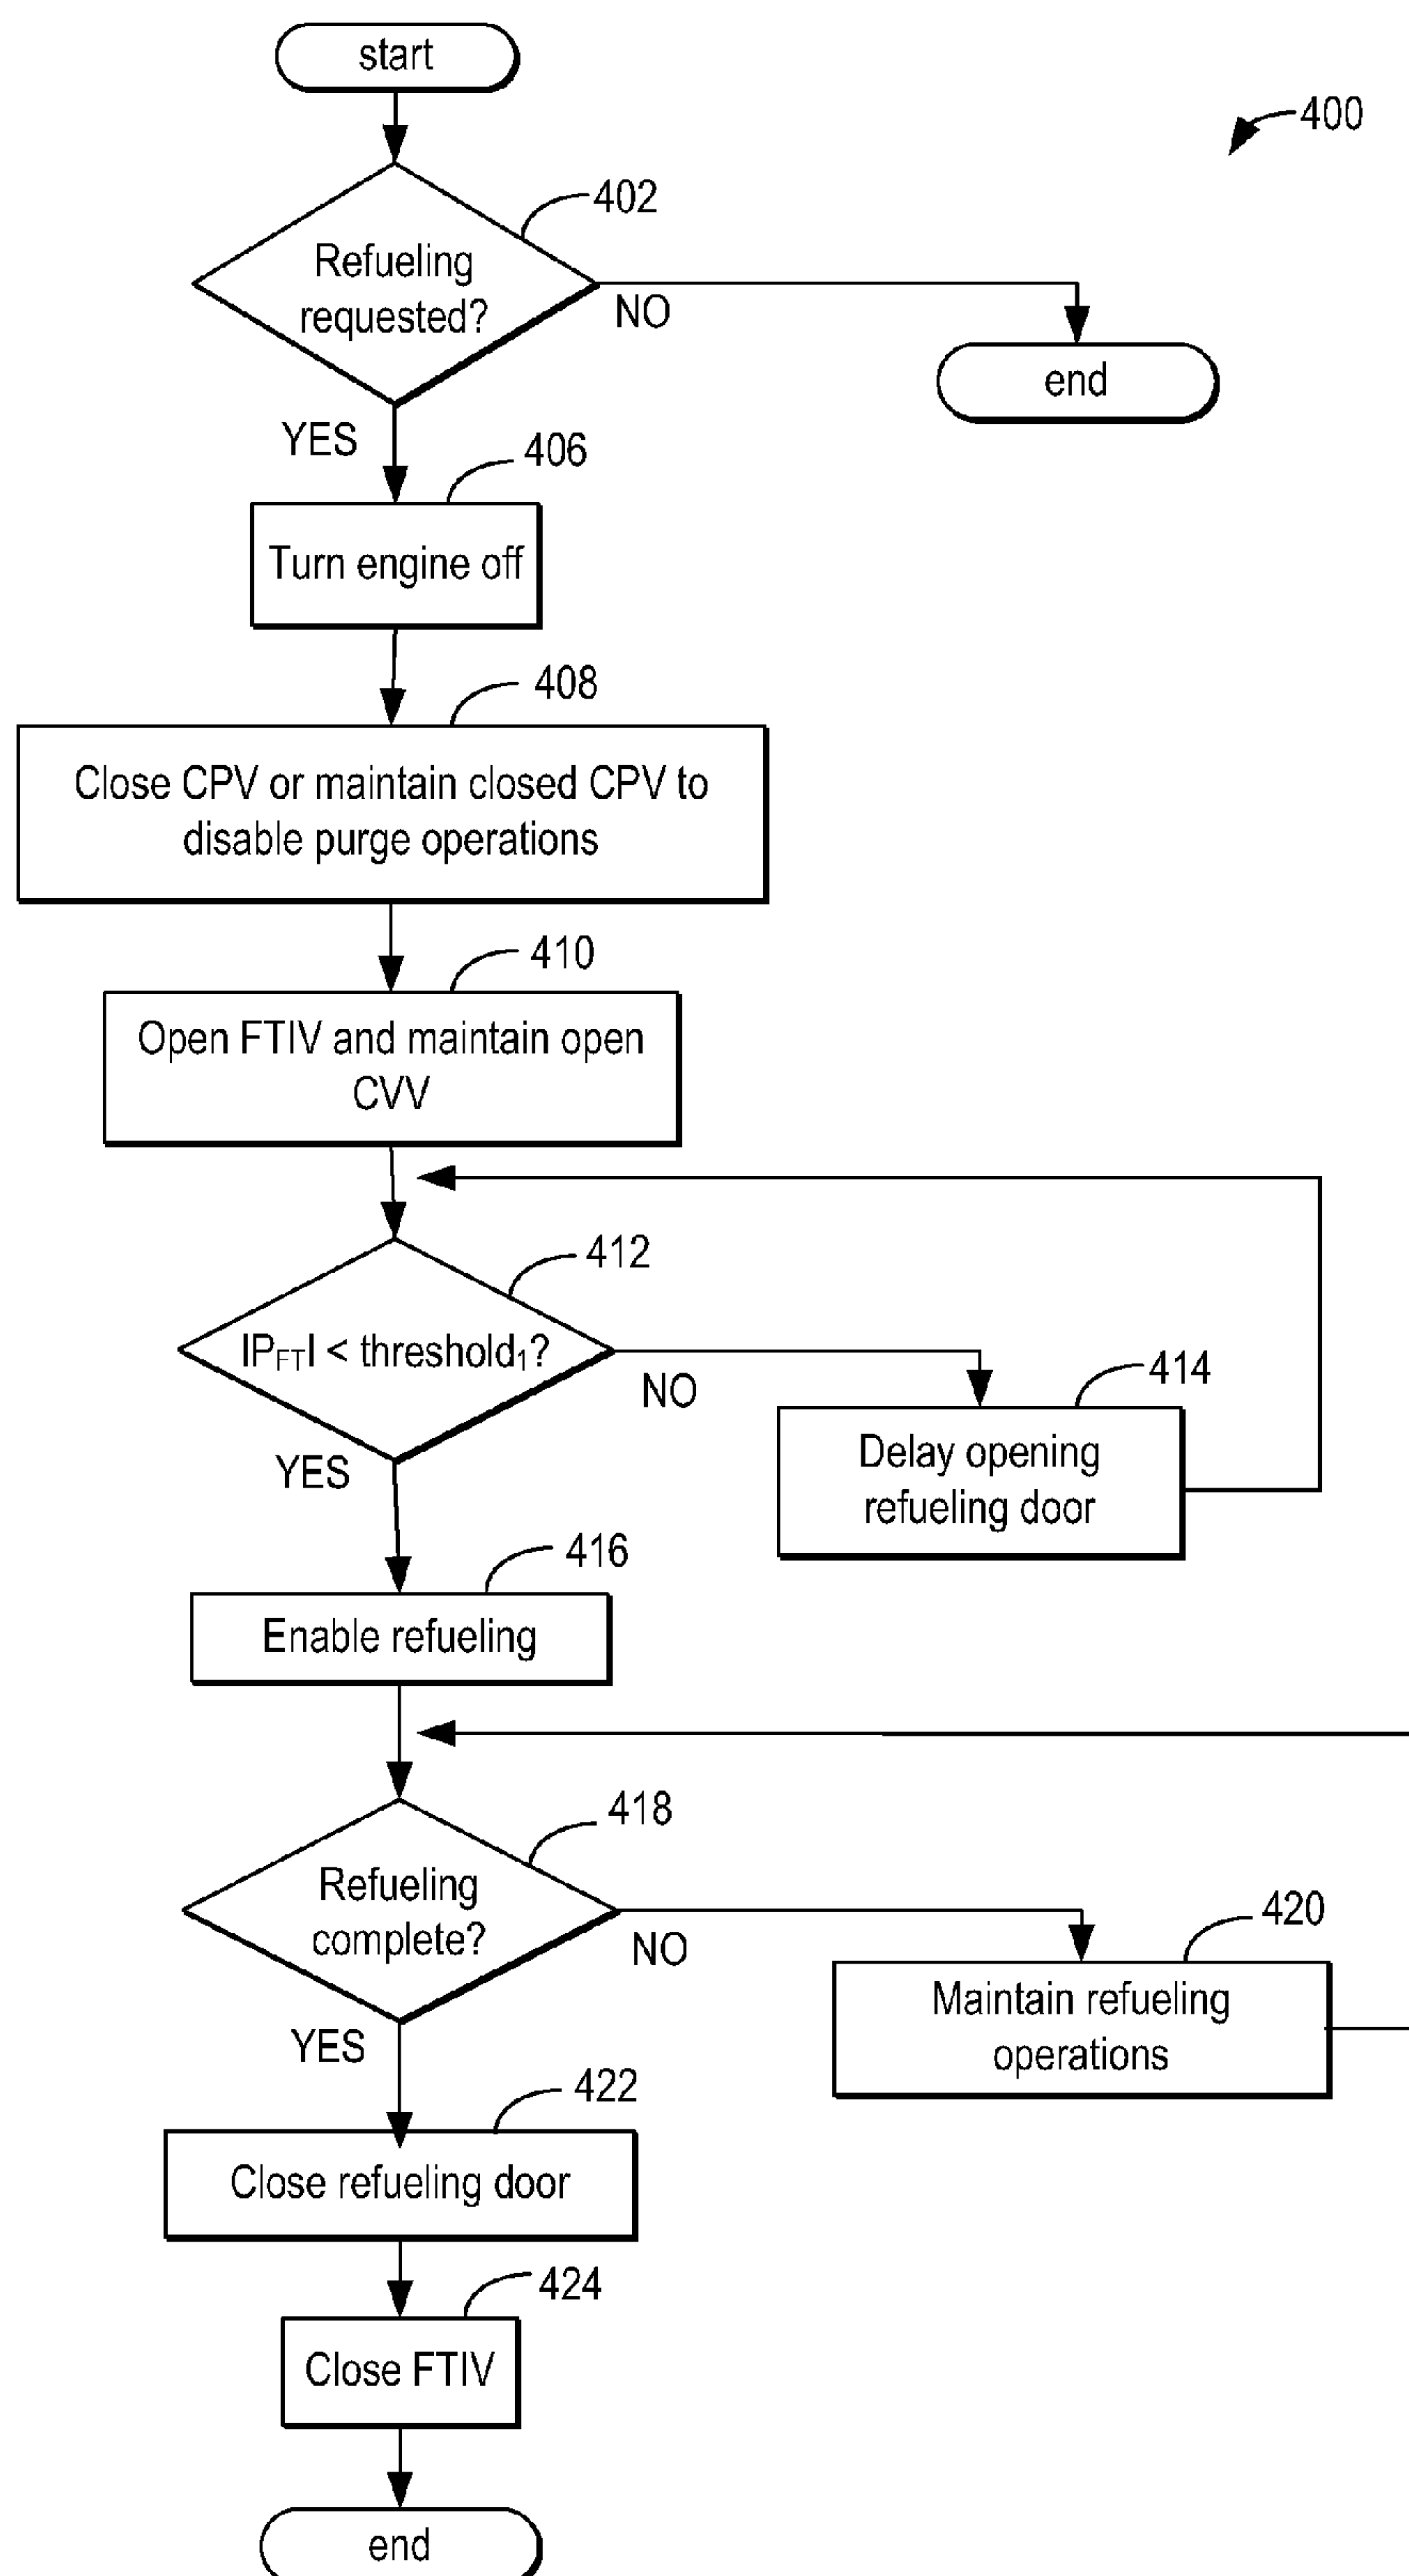 start
400
402
Refueling
requested?
NO
end
YES
406
Turn engine off
408
Close CPV or maintain closed CPV to
disable purge operations
410
Open FTIV and maintain open
CVV
412
|P_FT| < threshold₁?
NO
414
YES
Delay opening
refueling door
416
Enable refueling
418
Refueling
complete?
NO
420
Maintain refueling
operations
YES
422
Close refueling door
424
Close FTIV
end